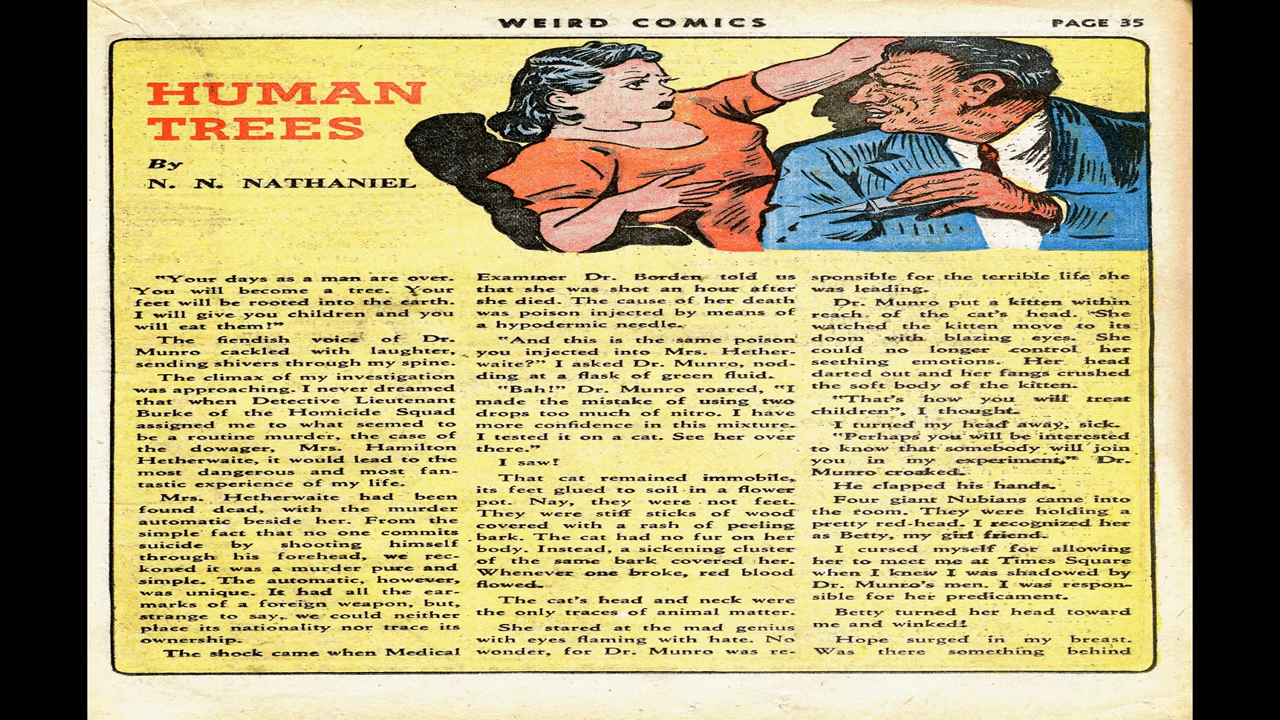 WEIRD COMICS
PAGE 35
HUMAN
TREES
By
N. N. NATHANIEL
"Your days as a man are over.
You will become a tree. Your
feet will be rooted into the earth.
I will give you children and you
will eat them!"
The fiendish voice of Dr.
Munro cackled with laughter,
sending shivers through my spine.
The climax of my investigation
was approaching. I never dreamed
that when Detective Lieutenant
Burke of the Homicide Squad
assigned me to what seemed to
be a routine murder, the case of
the dowager, Mrs. Hamilton
Hetherwaite, it would lead to the
most dangerous and most fan-
tastic experience of my life.
Mrs. Hetherwaite had been
found dead, with the murder
automatic beside her. From the
simple fact that no one commits
suicide by shooting himself
through his forehead, we rec-
koned it was a murder pure and
simple. The automatic, however,
was unique. It had all the ear-
marks of a foreign weapon, but,
strange to say, we could neither
place its nationality nor trace its
ownership.
The shock came when Medical
Examiner Dr. Borden told us
that she was shot an hour after
she died. The cause of her death
was poison injected by means of
a hypodermic needle.
"And this is the same poison
you injected into Mrs. Hether-
waite?" I asked Dr. Munro, nod-
ding at a flask of green fluid.
"Bah!" Dr. Munro roared, "I
made the mistake of using two
drops too much of nitro. I have
more confidence in this mixture.
I tested it on a cat. See her over
there."
I saw!
That cat remained immobile,
its feet glued to soil in a flower
pot. Nay, they were not feet.
They were stiff sticks of wood
covered with a rash of peeling
bark. The cat had no fur on her
body. Instead, a sickening cluster
of the same bark covered her.
Whenever one broke, red blood
flowed.
The cat's head and neck were
the only traces of animal matter.
She stared at the mad genius
with eyes flaming with hate. No
wonder, for Dr. Munro was re-
sponsible for the terrible life she
was leading.
Dr. Munro put a kitten within
reach of the cat's head. She
watched the kitten move to its
doom with blazing eyes. She
could no longer control her
seething emotions. Her head
darted out and her fangs crushed
the soft body of the kitten.
"That's how you will treat
children", I thought.
I turned my head away, sick.
"Perhaps you will be interested
to know that somebody will join
you in my experiment," Dr.
Munro croaked.
He clapped his hands.
Four giant Nubians came into
the room. They were holding a
pretty red-head. I recognized her
as Betty, my girl friend.
I cursed myself for allowing
her to meet me at Times Square
when I knew I was shadowed by
Dr. Munro's men. I was respon-
sible for her predicament.
Betty turned her head toward
me and winked!
Hope surged in my breast.
Was there something behind